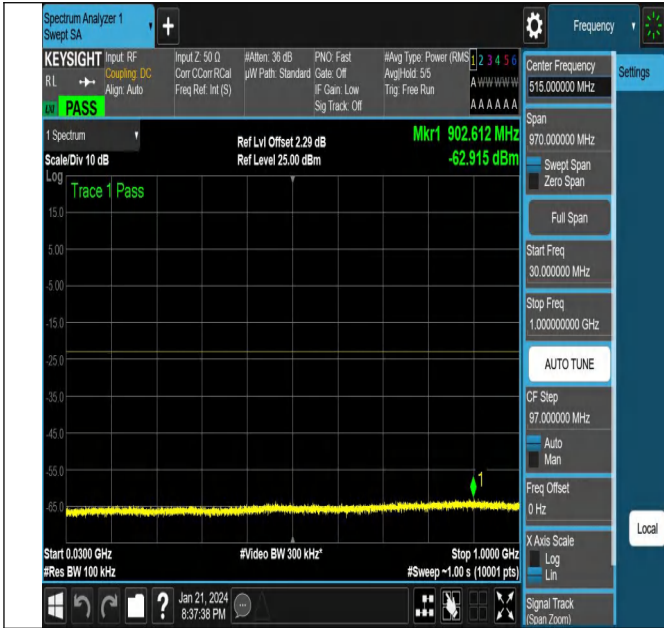 Spectrum Analyzer 1
Swept SA
Frequency
KEYSIGHT
RL
PASS
Input: RF
Coupling: DC
Align: Auto
Input Z: 50 Ω
Corr CCorr RCal
Freq Ref: Int (S)
#Atten: 36 dB
µW Path: Standard
PNO: Fast
Gate: Off
IF Gain: Low
Sig Track: Off
#Avg Type: Power (RMS
Avg|Hold: 5/5
Trig: Free Run
1 2 3 4 5 6
A W W W W W
A A A A A A
1 Spectrum
Scale/Div 10 dB
Ref Lvl Offset 2.29 dB
Ref Level 25.00 dBm
Mkr1 902.612 MHz
-62.915 dBm
Log
Trace 1 Pass
15.0
5.00
-5.00
-15.0
-25.0
-35.0
-45.0
-55.0
-65.0
1
Start 0.0300 GHz
#Video BW 300 kHz*
Stop 1.0000 GHz
#Res BW 100 kHz
#Sweep ~1.00 s (10001 pts)
?
Jan 21, 2024
8:37:38 PM
Center Frequency
515.000000 MHz
Settings
Span
970.000000 MHz
Swept Span
Zero Span
Full Span
Start Freq
30.000000 MHz
Stop Freq
1.000000000 GHz
AUTO TUNE
CF Step
97.000000 MHz
Auto
Man
Freq Offset
0 Hz
Local
X Axis Scale
Log
Lin
Signal Track
(Span Zoom)